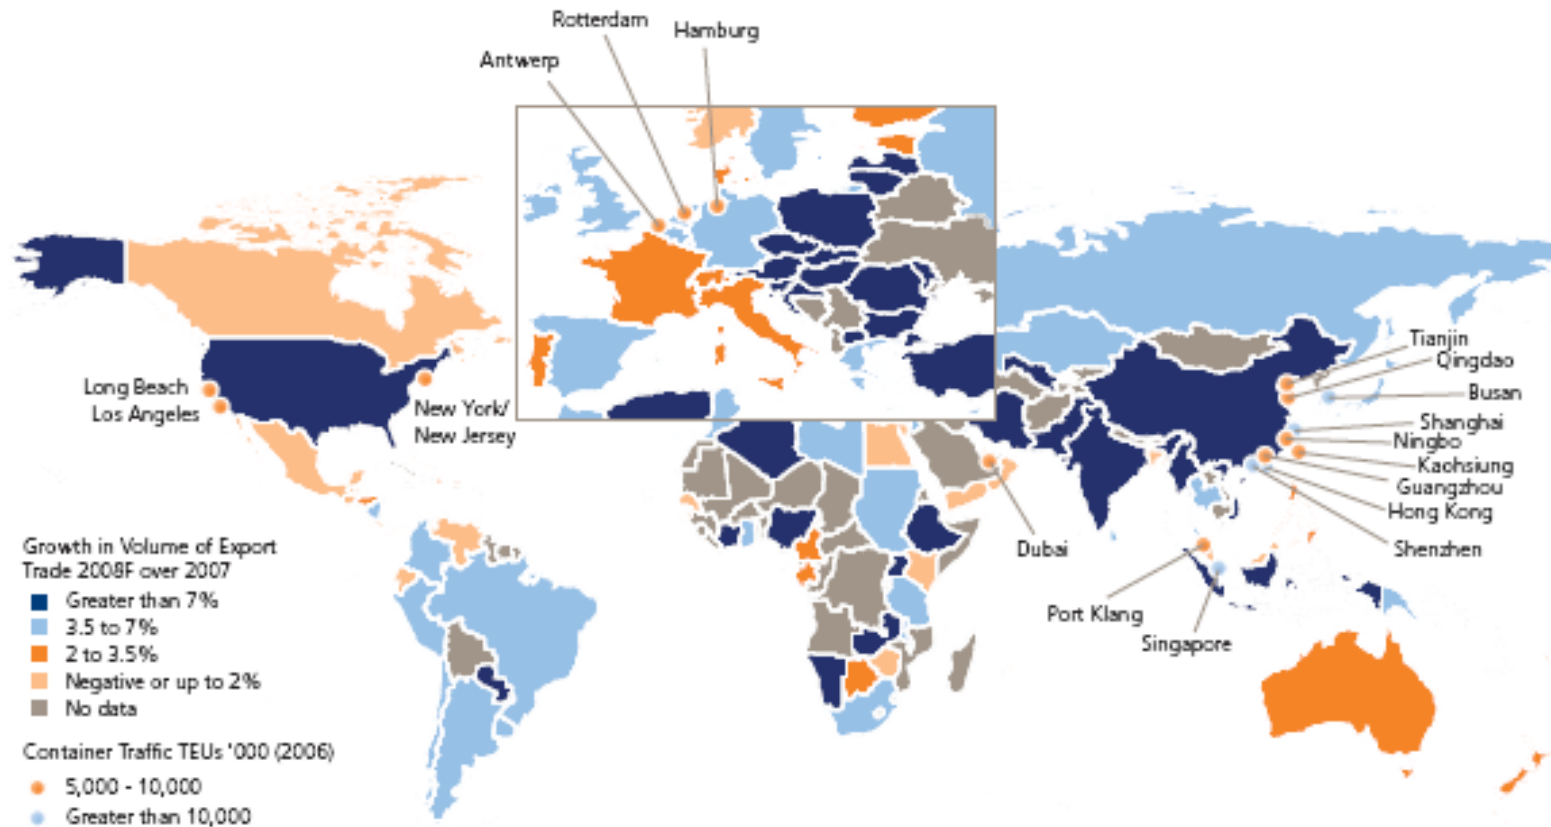 Rotterdam
Hamburg
Antwerp
Tianjin
Qingdao
Long Beach
Busan
Los Angeles
New York/
New Jersey
Shanghai
Ningbo
Kaohsiung
Guangzhou
Hong Kong
Dubai
Shenzhen
Growth in Volume of Export
Trade 2008F over 2007
Greater than 7%
3.5 to 7%
2 to 3.5%
Negative or up to 2%
No data
Port Klang
Singapore
Container Traffic TEUs '000 (2006)
5,000 - 10,000
Greater than 10,000